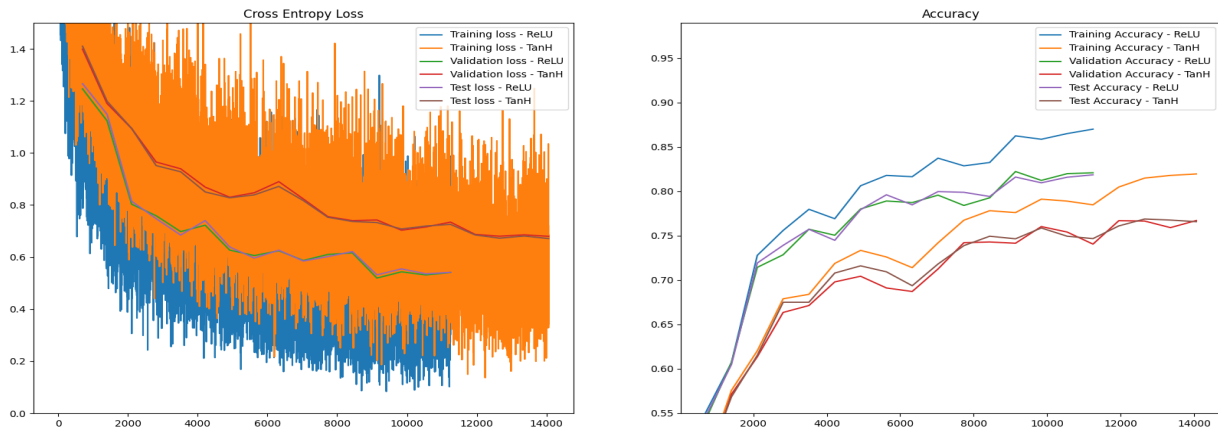 Cross Entropy Loss
Training loss - ReLU
Training loss - TanH
Validation loss - ReLU
Validation loss - TanH
Test loss - ReLU
Test loss - TanH
1.4
1.2
1.0
0.8
0.6
0.4
0.2
0.0
0 2000 4000 6000 8000 10000 12000 14000
Accuracy
Training Accuracy - ReLU
Training Accuracy - TanH
Validation Accuracy - ReLU
Validation Accuracy - TanH
Test Accuracy - ReLU
Test Accuracy - TanH
0.95
0.90
0.85
0.80
0.75
0.70
0.65
0.60
0.55
2000 4000 6000 8000 10000 12000 14000